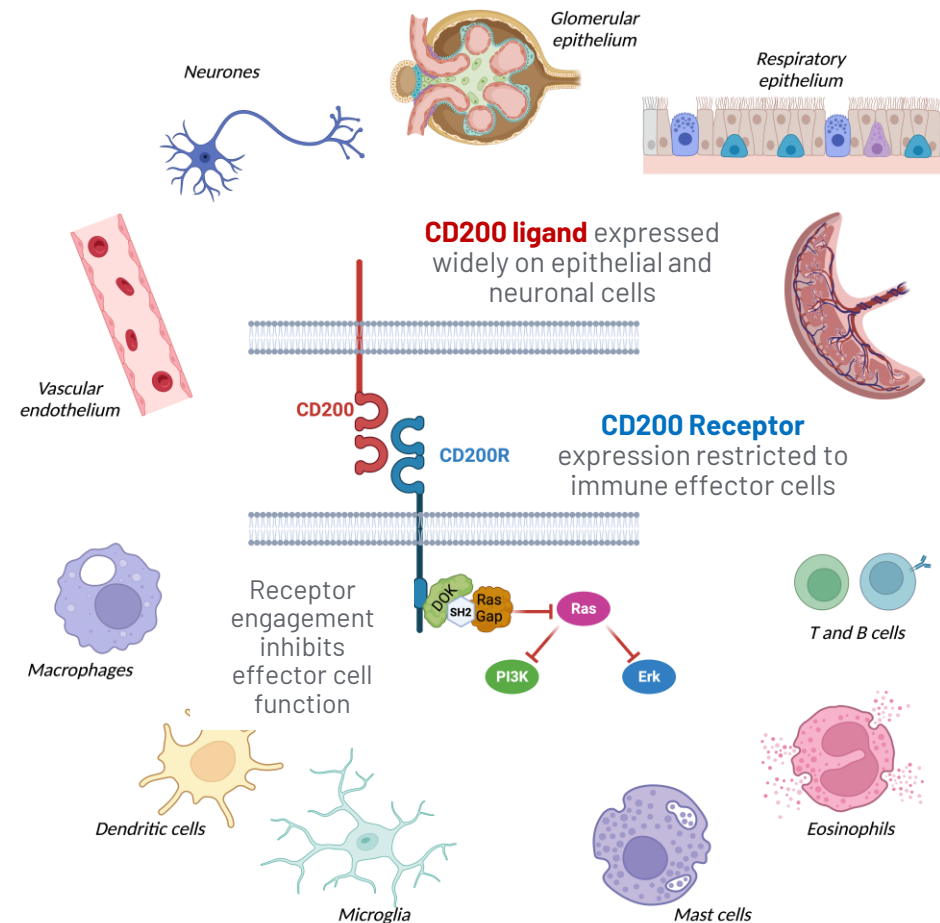 Glomerular
epithelium
Neurones
Respiratory
epithelium
CD200 ligand expressed
widely on epithelial and
neuronal cells
Vascular
endothelium
CD200
CD200R
CD200 Receptor
expression restricted to
immune effector cells
Receptor
engagement
inhibits
effector cell
function
DOK
SH2
Ras
Gap
Ras
PI3K
Erk
T and B cells
Macrophages
Dendritic cells
Eosinophils
Microglia
Mast cells